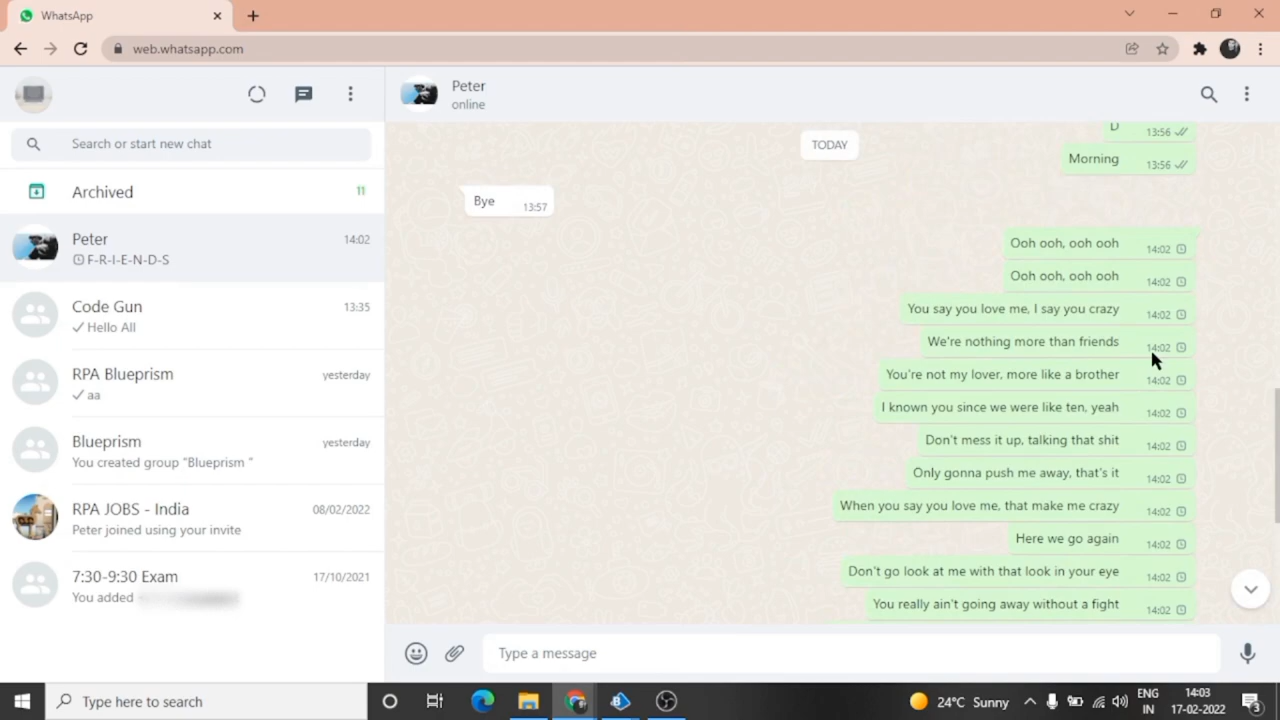 WhatsApp
web.whatsapp.com
Search or start new chat
Archived 11
Peter 14:02
F-R-I-E-N-D-S
Code Gun 13:35
Hello All
RPA Blueprism yesterday
aa
Blueprism yesterday
You created group "Blueprism "
RPA JOBS - India 08/02/2022
Peter joined using your invite
7:30-9:30 Exam 17/10/2021
You added
Peter
online
D 13:56
TODAY
Morning 13:56
Bye 13:57
Ooh ooh, ooh ooh 14:02
Ooh ooh, ooh ooh 14:02
You say you love me, I say you crazy 14:02
We're nothing more than friends 14:02
You're not my lover, more like a brother 14:02
I known you since we were like ten, yeah 14:02
Don't mess it up, talking that shit 14:02
Only gonna push me away, that's it 14:02
When you say you love me, that make me crazy 14:02
Here we go again 14:02
Don't go look at me with that look in your eye 14:02
You really ain't going away without a fight 14:02
Type a message
Type here to search
24°C Sunny
ENG
IN
14:03
17-02-2022
3